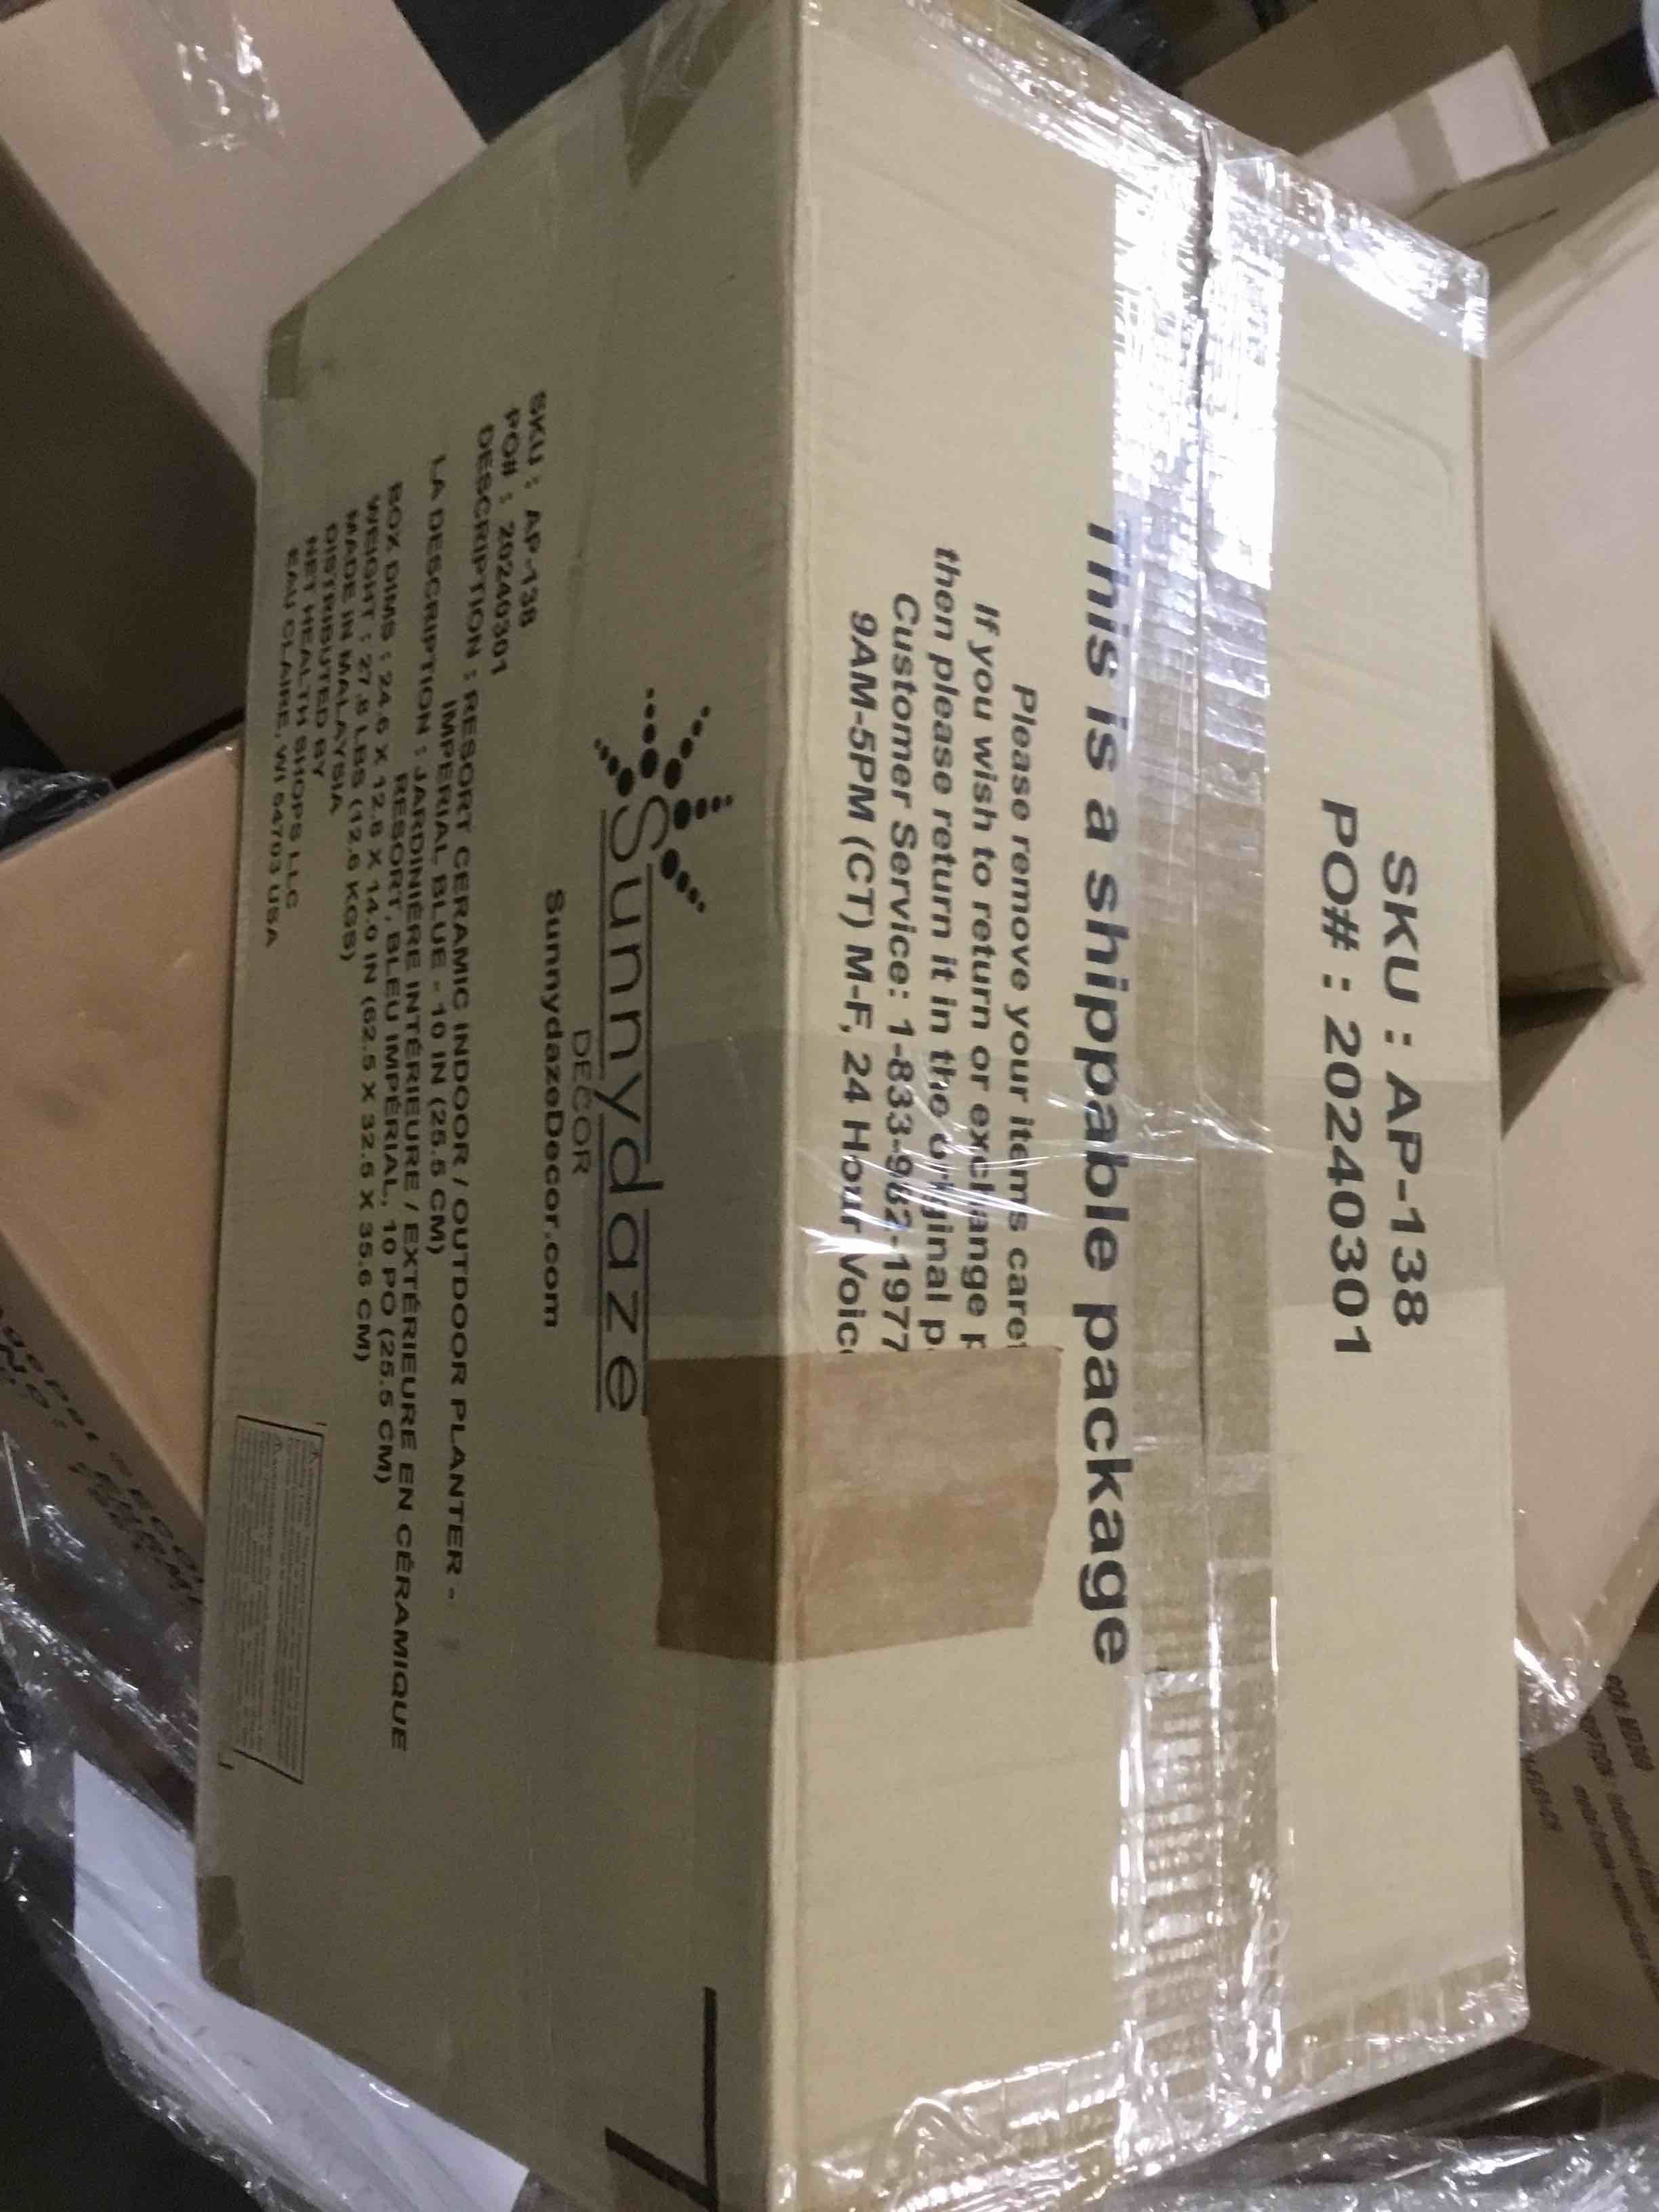 SKU : AP-138
PO# : 20240301
This is a shippable package
Please remove your items
If you wish to return or exchange
then please return it in the original
Customer Service: 1-833-982-1977
9AM-5PM (CT) M-F, 24 Hour
Sunnydaze
DECOR
SunnydazeDecor.com
SKU : AP-138
PO# : 20240301
DESCRIPTION : RESORT CERAMIC INDOOR / OUTDOOR PLANTER -
IMPERIAL BLUE - 10 IN (25.5 CM)
LA DESCRIPTION : JARDINIÈRE INTÉRIEURE / EXTÉRIEURE EN CÉRAMIQUE
RESORT, BLEU IMPÉRIAL, 10 PO (25.5 CM)
BOX DIMS : 24.6 X 12.8 X 14.0 IN (62.5 X 32.5 X 35.6 CM)
WEIGHT : 27.8 LBS (12.6 KGS)
MADE IN MALAYSIA
DISTRIBUTED BY
NET HEALTH SHOPS LLC
EAU CLAIRE, WI 54703 USA